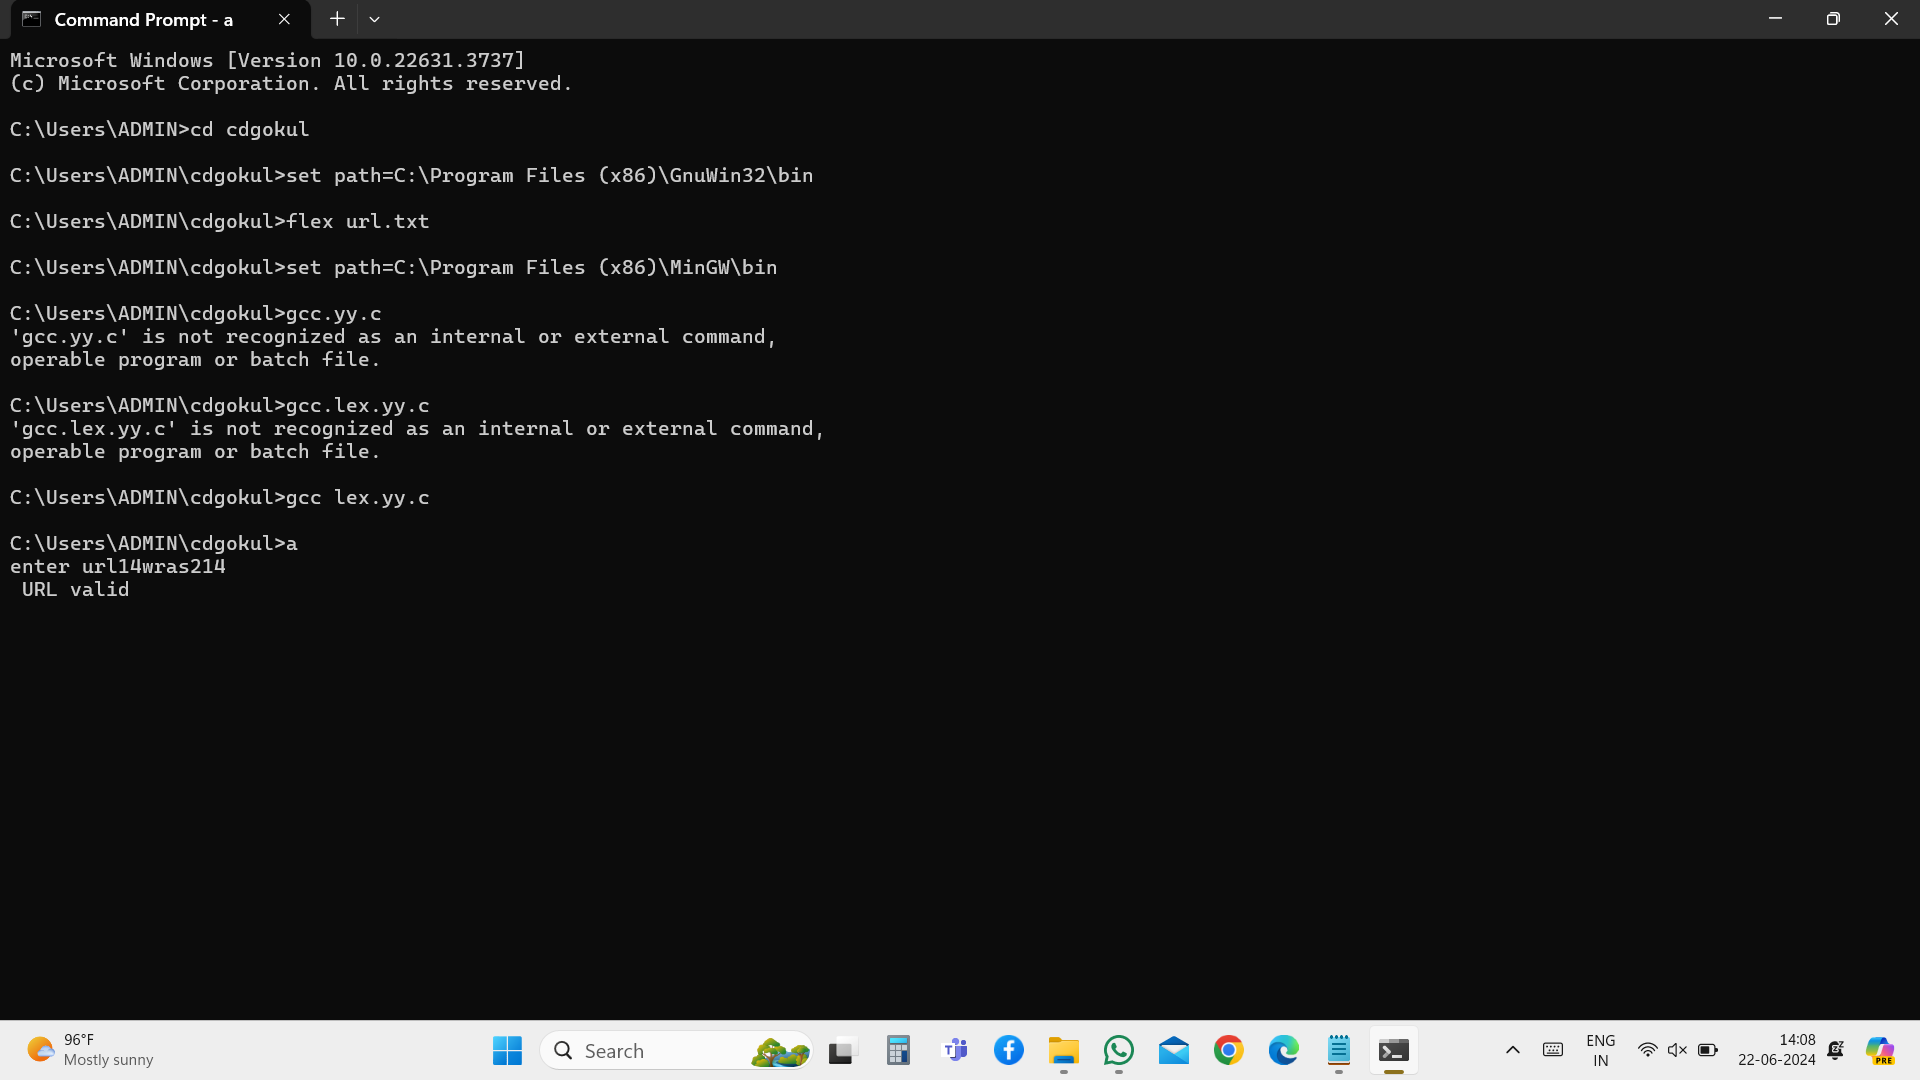 Command Prompt - a
Microsoft Windows [Version 10.0.22631.3737]
(c) Microsoft Corporation. All rights reserved.
C:\Users\ADMIN>cd cdgokul
C:\Users\ADMIN\cdgokul>set path=C:\Program Files (x86)\GnuWin32\bin
C:\Users\ADMIN\cdgokul>flex url.txt
C:\Users\ADMIN\cdgokul>set path=C:\Program Files (x86)\MinGW\bin
C:\Users\ADMIN\cdgokul>gcc.yy.c
'gcc.yy.c' is not recognized as an internal or external command,
operable program or batch file.
C:\Users\ADMIN\cdgokul>gcc.lex.yy.c
'gcc.lex.yy.c' is not recognized as an internal or external command,
operable program or batch file.
C:\Users\ADMIN\cdgokul>gcc lex.yy.c
C:\Users\ADMIN\cdgokul>a
enter url14wras214
 URL valid
96°F
Mostly sunny
Search
ENG
IN
14:08
22-06-2024
PRE